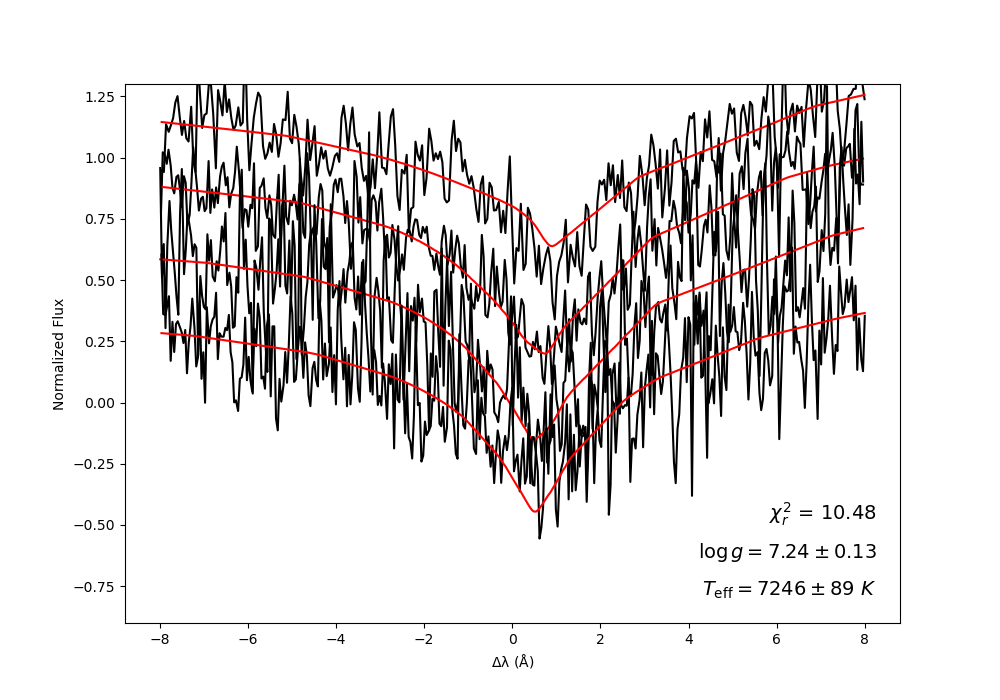 1.25
1.00
0.75
0.50
0.25
0.00
−0.25
−0.50
−0.75
Normalized Flux
χ²ᵣ = 10.48
log g = 7.24 ± 0.13
T_eff = 7246 ± 89 K
−8 −6 −4 −2 0 2 4 6 8
Δλ (Å)